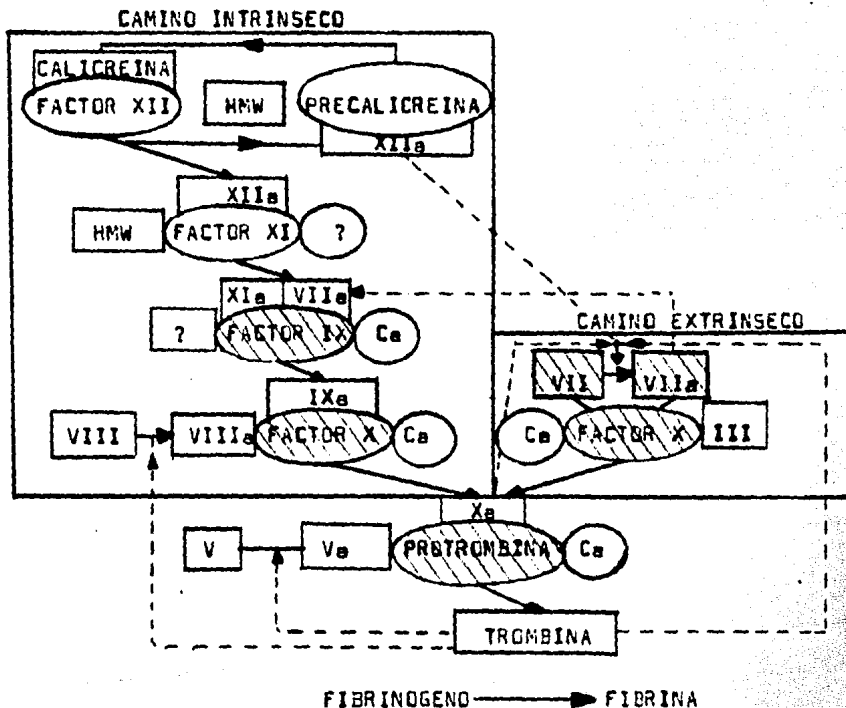 CAMINO INTRINSECO
CALICREINA
FACTOR XII
HMW
PRECALICREINA
XIIa
XIIa
HMW
FACTOR XI
?
XIa
VIIa
?
FACTOR IX
Ca
CAMINO EXTRINSECO
VII
VIIa
IXa
VIII
VIIIa
FACTOR X
Ca
Ca
FACTOR X
III
Xa
V
Va
PROTROMBINA
Ca
TROMBINA
FIBRINOGENO
FIBRINA